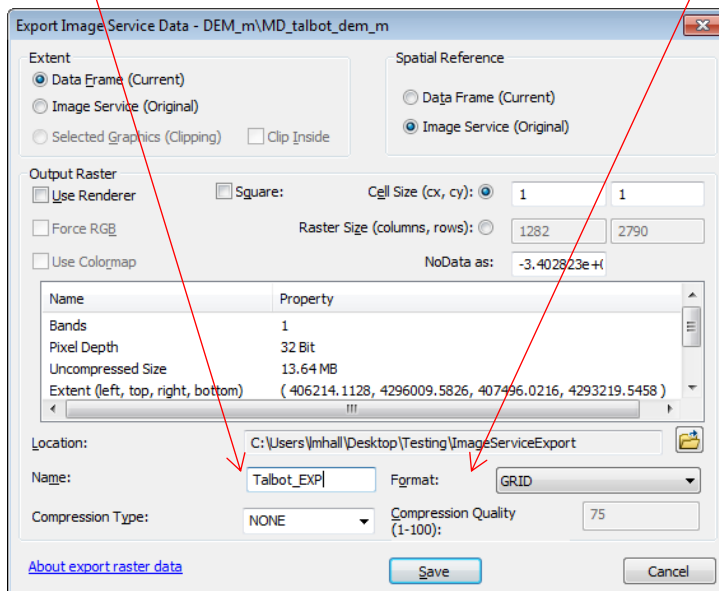 Export Image Service Data - DEM_m\MD_talbot_dem_m
Extent
Data Frame (Current)
Image Service (Original)
Selected Graphics (Clipping)
Clip Inside
Spatial Reference
Data Frame (Current)
Image Service (Original)
Output Raster
Use Renderer
Square:
Cell Size (cx, cy):
1
1
Force RGB
Raster Size (columns, rows):
1282
2790
Use Colormap
NoData as:
-3.402823e+(
Name Property
Bands 1
Pixel Depth 32 Bit
Uncompressed Size 13.64 MB
Extent (left, top, right, bottom) ( 406214.1128, 4296009.5826, 407496.0216, 4293219.5458 )
Location:
C:\Users\lmhall\Desktop\Testing\ImageServiceExport
Name:
Talbot_EXP
Format:
GRID
Compression Type:
NONE
Compression Quality
(1-100):
75
About export raster data
Save
Cancel